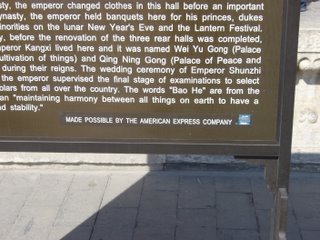 sty, the emperor changed clothes in this hall before an important
dynasty, the emperor held banquets here for his princes, dukes
inorities on the lunar New Year's Eve and the Lantern Festival,
y, before the renovation of the three rear halls was completed,
mperor Kangxi lived here and it was named Wei Yu Gong (Palace
ultivation of things) and Qing Ning Gong (Palace of Peace and
during their reigns. The wedding ceremony of Emperor Shunzhi
the emperor supervised the final stage of examinations to select
olars from all over the country. The words "Bao He" are from the
an "maintaining harmony between all things on earth to have a
nd stability."
MADE POSSIBLE BY THE AMERICAN EXPRESS COMPANY